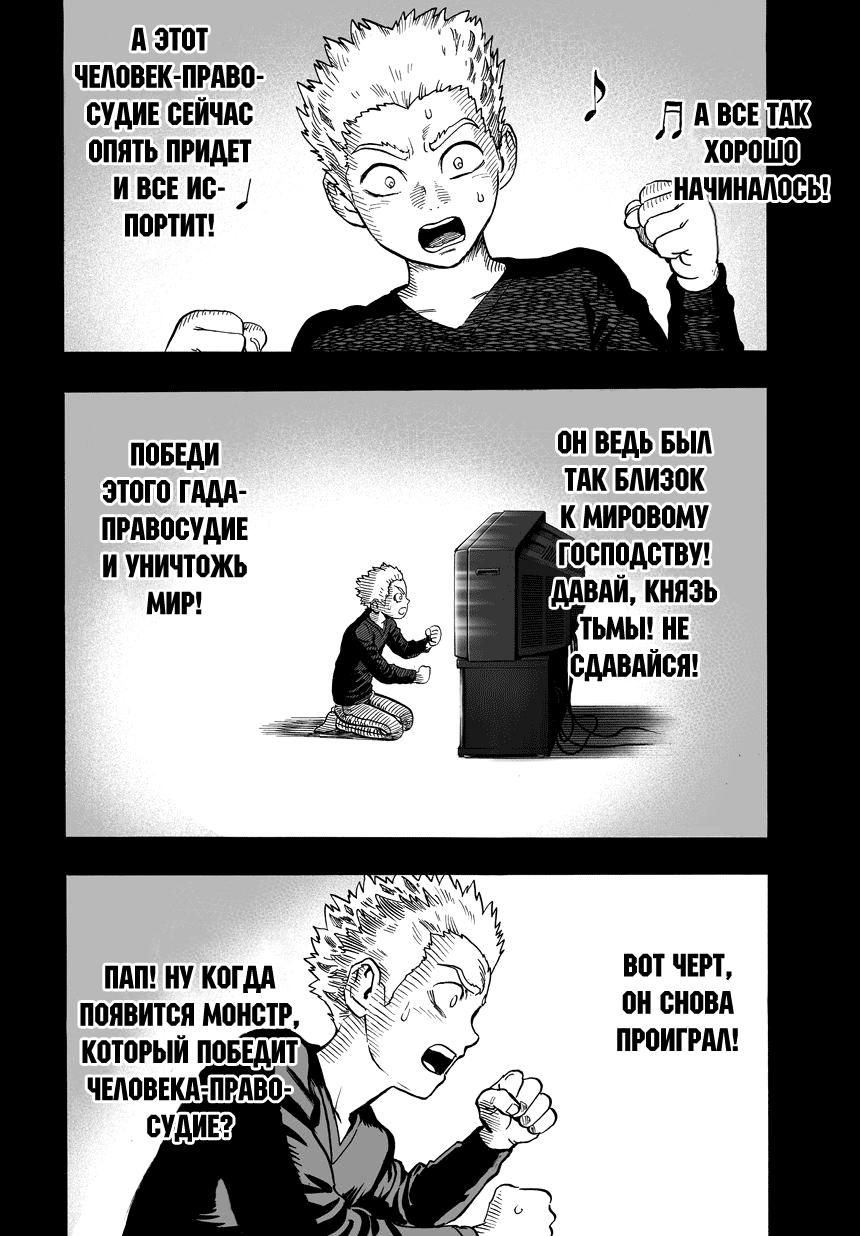 А ВСЕ ТАК
ХОРОШО
НАЧИНАЛОСЬ!
А ЭТОТ
ЧЕЛОВЕК-ПРАВО-
СУДИЕ СЕЙЧАС
ОПЯТЬ ПРИДЕТ
И ВСЕ ИС-
ПОРТИТ!
ОН ВЕДЬ БЫЛ
ТАК БЛИЗОК
К МИРОВОМУ
ГОСПОДСТВУ!
ДАВАЙ, КНЯЗЬ
ТЬМЫ! НЕ
СДАВАЙСЯ!
ПОБЕДИ
ЭТОГО ГАДА-
ПРАВОСУДИЕ
И УНИЧТОЖЬ
МИР!
ВОТ ЧЕРТ,
ОН СНОВА
ПРОИГРАЛ!
ПАП! НУ КОГДА
ПОЯВИТСЯ МОНСТР,
КОТОРЫЙ ПОБЕДИТ
ЧЕЛОВЕКА-ПРАВО-
СУДИЕ?